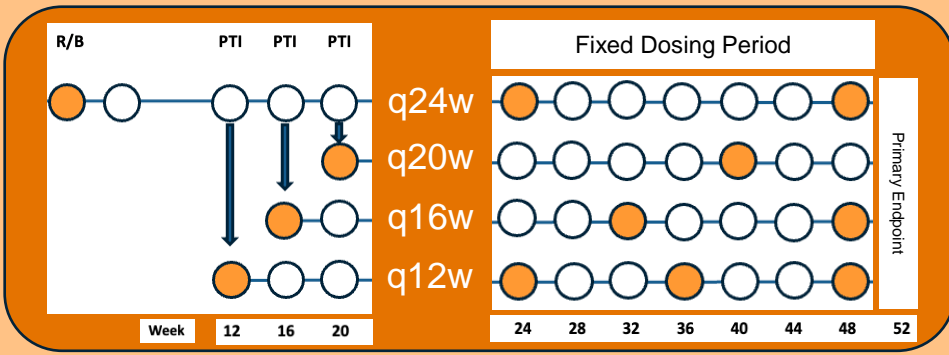 R/B PTI PTI PTI
Fixed Dosing Period
q24w
q20w
q16w
q12w
Primary Endpoint
Week 12 16 20
24 28 32 36 40 44 48 52